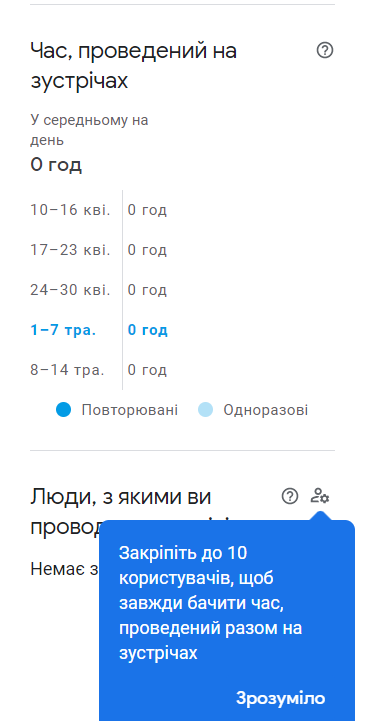 Час, проведений на
зустрічах
У середньому на
день
0 год
10–16 кві. 0 год
17–23 кві. 0 год
24–30 кві. 0 год
1–7 тра. 0 год
8–14 тра. 0 год
Повторювані Одноразові
Люди, з якими ви
Немає
Закріпіть до 10
користувачів, щоб
завжди бачити час,
проведений разом на
зустрічах
Зрозуміло